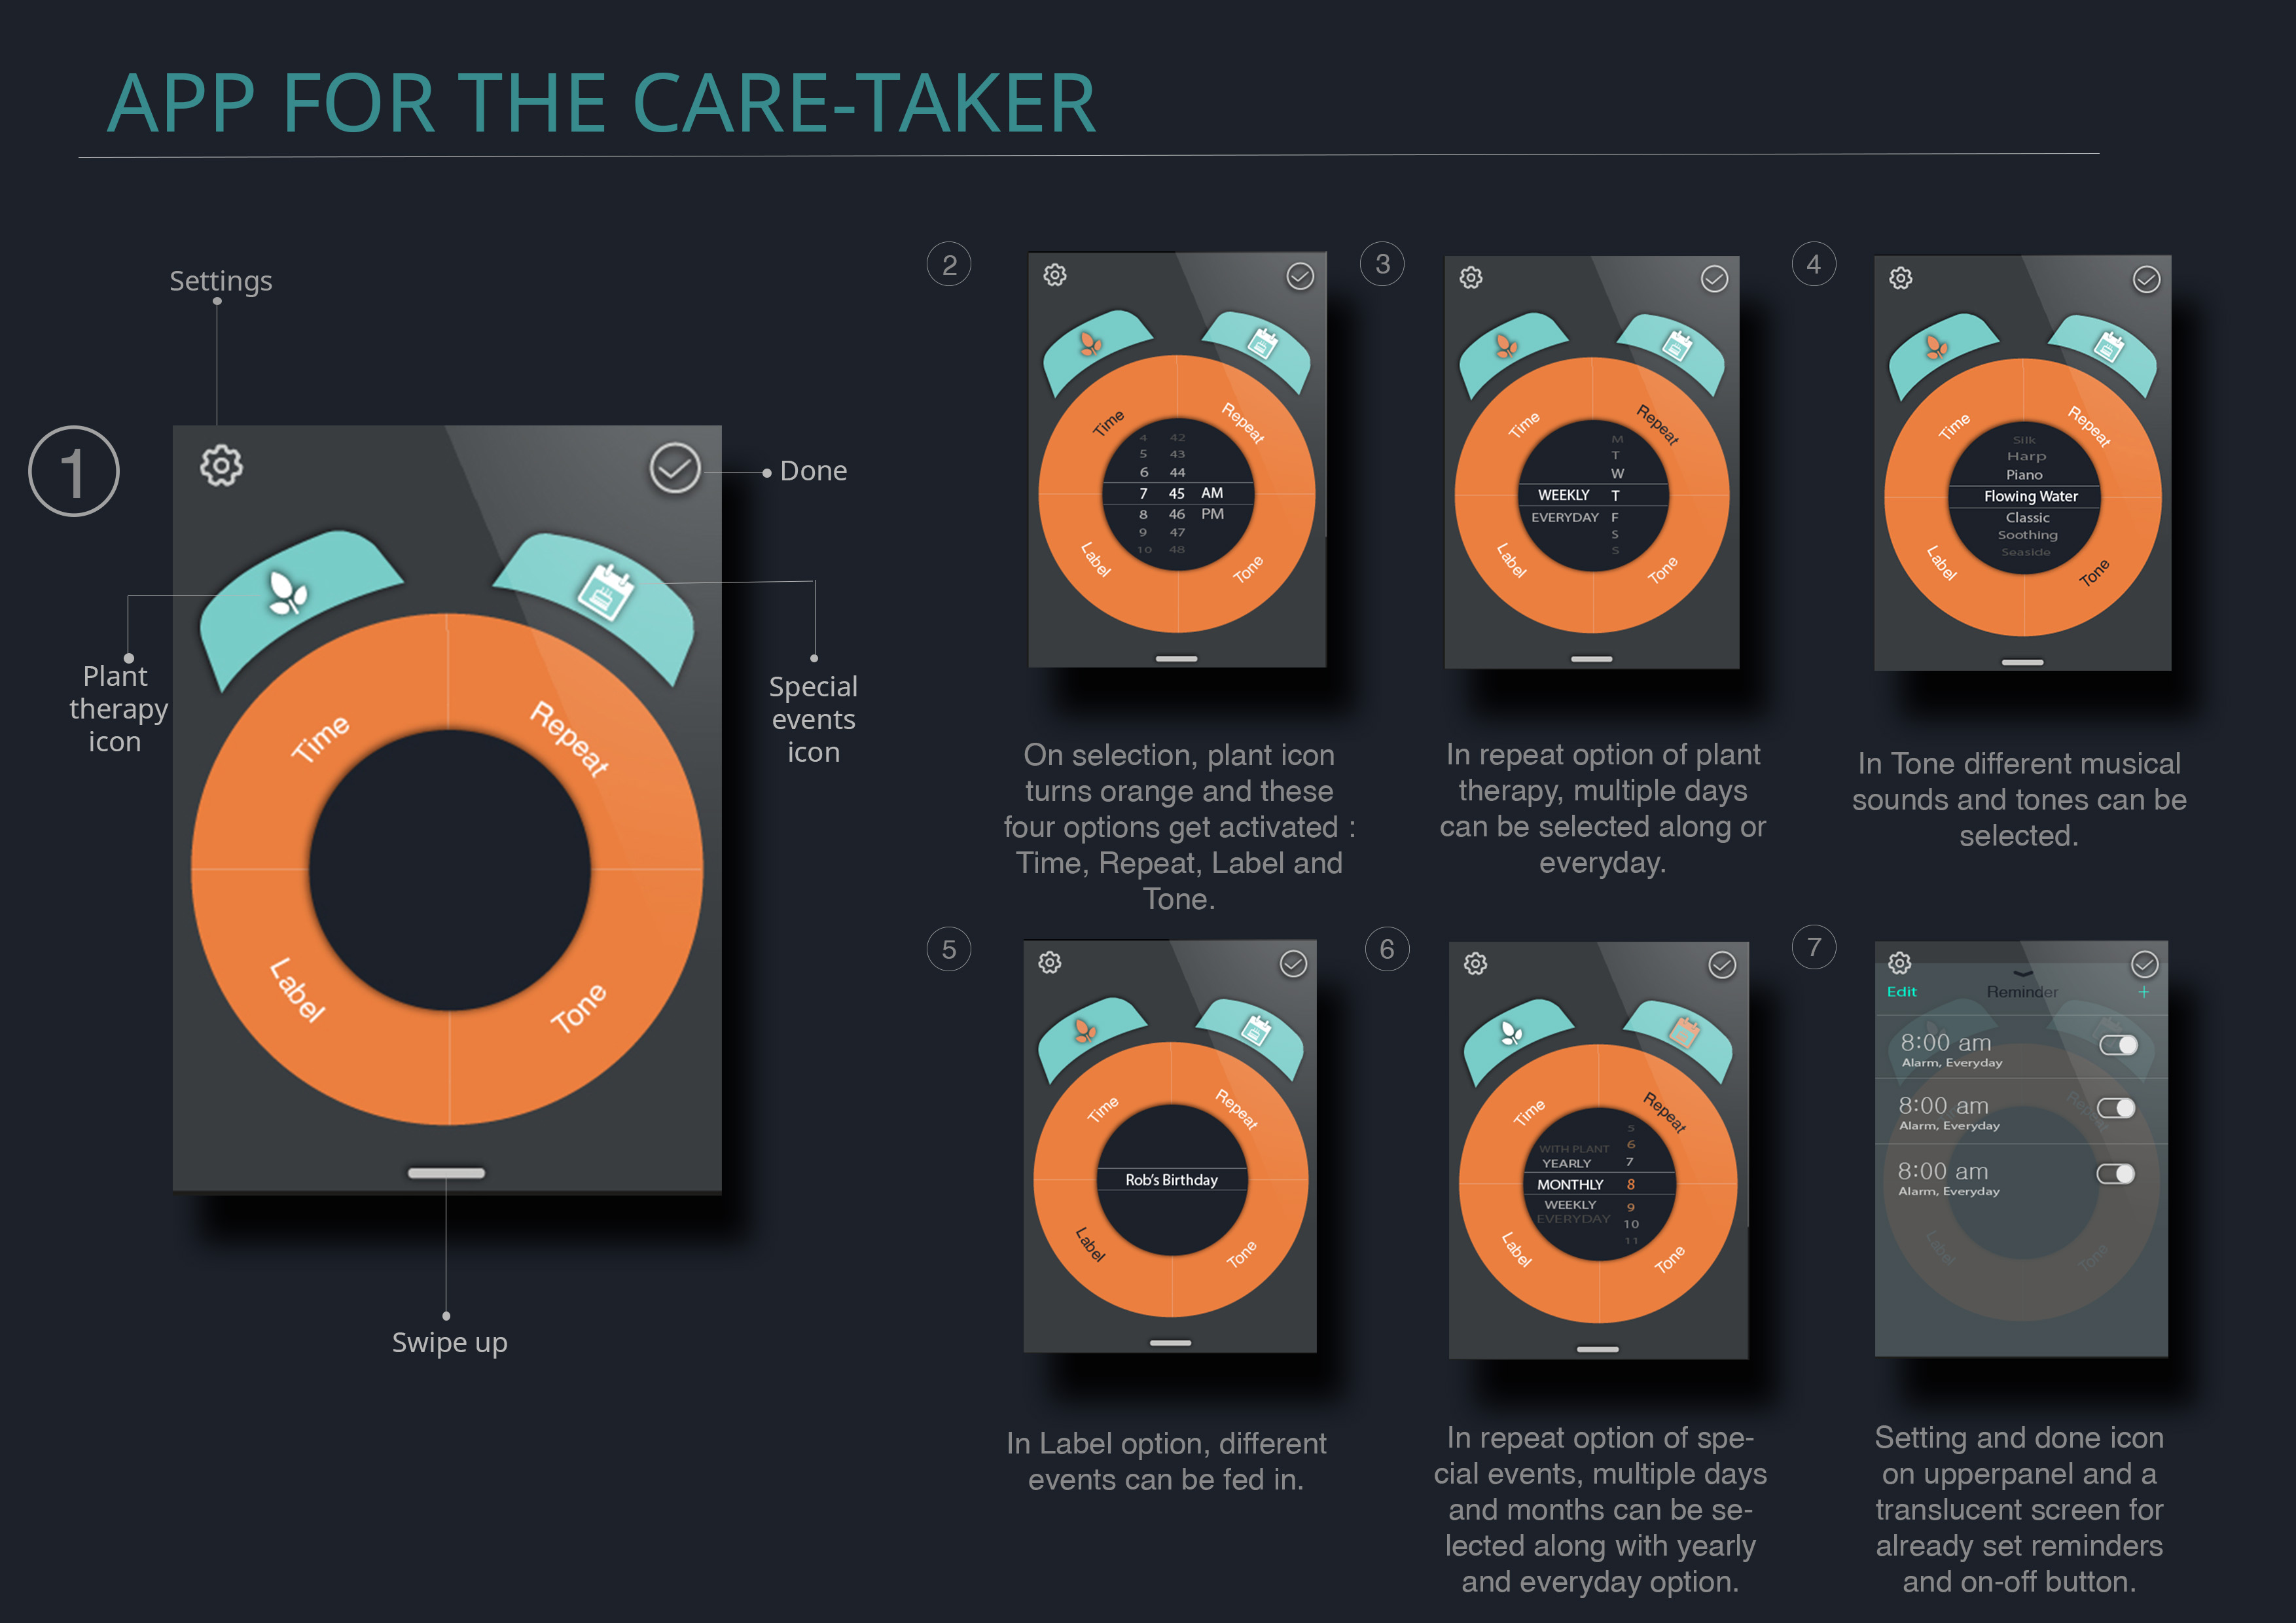 APP FOR THE CARE-TAKER
Settings
1
Done
Plant
therapy
icon
Special
events
icon
Time
Repeat
Label
Tone
Swipe up
2
Time
Repeat
Label
Tone
4 42
5 43
6 44
7 45 AM
8 46 PM
9 47
10 48
On selection, plant icon
turns orange and these
four options get activated :
Time, Repeat, Label and
Tone.
3
Time
Repeat
Label
Tone
M
T
W
WEEKLY T
EVERYDAY F
S
S
In repeat option of plant
therapy, multiple days
can be selected along or
everyday.
4
Time
Repeat
Label
Tone
Silk
Harp
Piano
Flowing Water
Classic
Soothing
Seaside
In Tone different musical
sounds and tones can be
selected.
5
Time
Repeat
Label
Tone
Rob's Birthday
In Label option, different
events can be fed in.
6
Time
Repeat
Label
Tone
5
WITH PLANT 6
YEARLY 7
MONTHLY 8
WEEKLY 9
EVERYDAY 10
11
In repeat option of spe-
cial events, multiple days
and months can be se-
lected along with yearly
and everyday option.
7
Edit Reminder +
8:00 am
Alarm, Everyday
8:00 am
Alarm, Everyday
8:00 am
Alarm, Everyday
Repeat
Label
Tone
Setting and done icon
on upperpanel and a
translucent screen for
already set reminders
and on-off button.